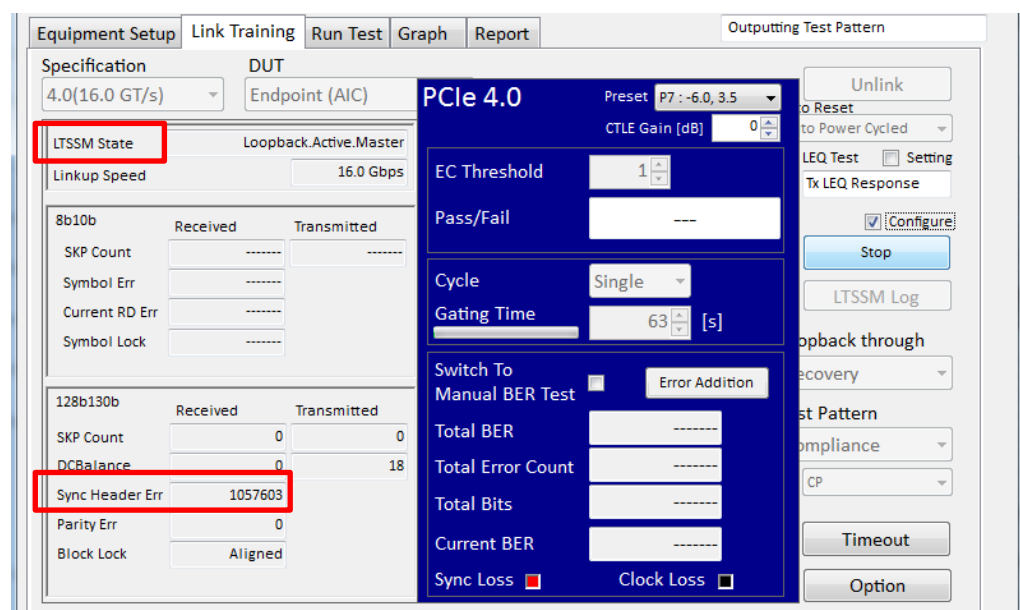 Equipment Setup Link Training Run Test Graph Report
Outputting Test Pattern
Specification DUT
4.0(16.0 GT/s) Endpoint (AIC)
LTSSM State Loopback.Active.Master
Linkup Speed 16.0 Gbps
8b10b Received Transmitted
SKP Count ------- -------
Symbol Err -------
Current RD Err -------
Symbol Lock -------
128b130b Received Transmitted
SKP Count 0 0
DCBalance 0 18
Sync Header Err 1057603
Parity Err 0
Block Lock Aligned
PCIe 4.0 Preset P7 : -6.0, 3.5
CTLE Gain [dB] 0
EC Threshold 1
Pass/Fail ---
Cycle Single
Gating Time 63 [s]
Switch To
Manual BER Test Error Addition
Total BER -------
Total Error Count -------
Total Bits -------
Current BER -------
Sync Loss Clock Loss
Unlink
o Reset
to Power Cycled
LEQ Test Setting
Tx LEQ Response
Configure
Stop
LTSSM Log
opback through
ecovery
st Pattern
ompliance
CP
Timeout
Option